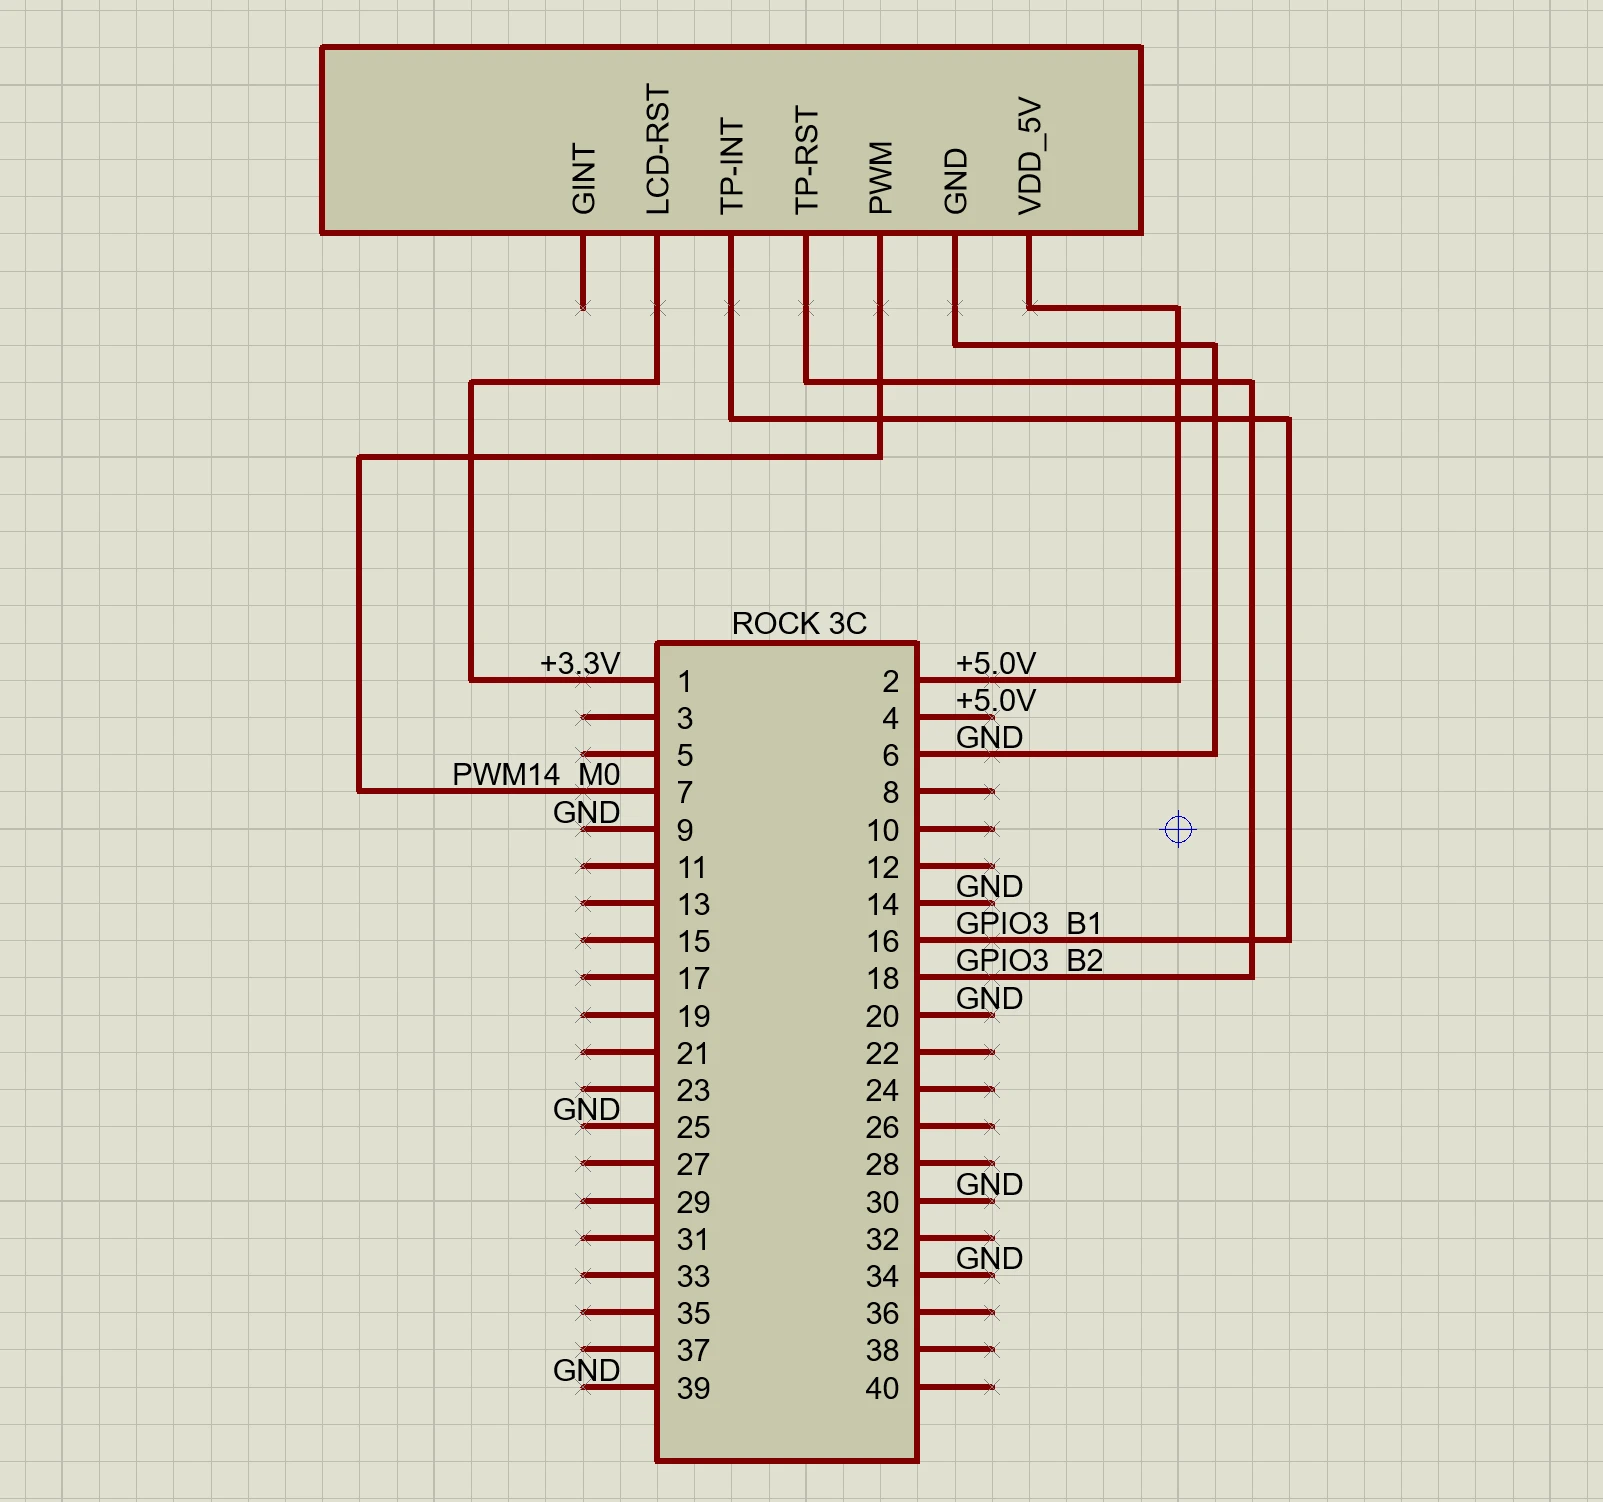 GINT
LCD-RST
TP-INT
TP-RST
PWM
GND
VDD_5V
ROCK 3C
+3.3V 1 2 +5.0V
3 4 +5.0V
5 6 GND
PWM14_M0 7 8
GND 9 10
11 12
13 14 GND
15 16 GPIO3_B1
17 18 GPIO3_B2
19 20 GND
21 22
23 24
GND 25 26
27 28
29 30 GND
31 32
33 34 GND
35 36
37 38
GND 39 40